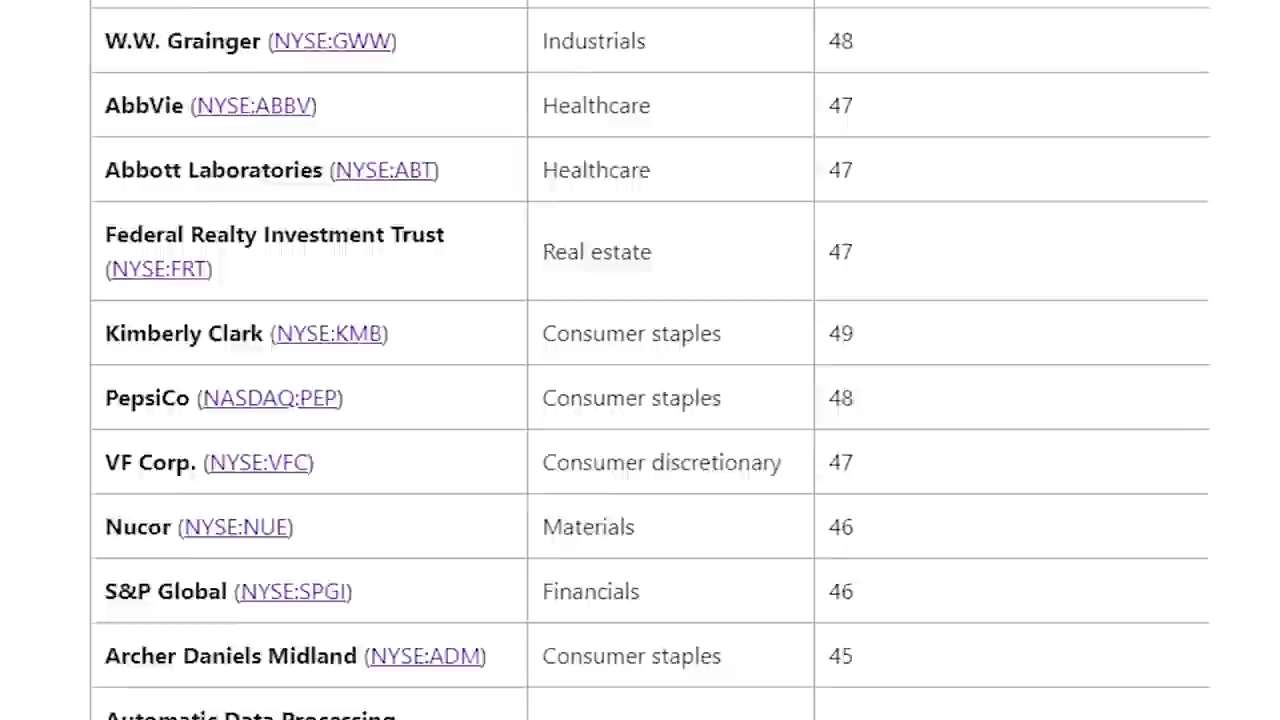 W.W. Grainger (NYSE:GWW) Industrials 48
AbbVie (NYSE:ABBV) Healthcare 47
Abbott Laboratories (NYSE:ABT) Healthcare 47
Federal Realty Investment Trust
(NYSE:FRT) Real estate 47
Kimberly Clark (NYSE:KMB) Consumer staples 49
PepsiCo (NASDAQ:PEP) Consumer staples 48
VF Corp. (NYSE:VFC) Consumer discretionary 47
Nucor (NYSE:NUE) Materials 46
S&P Global (NYSE:SPGI) Financials 46
Archer Daniels Midland (NYSE:ADM) Consumer staples 45
Automatic Data Processing